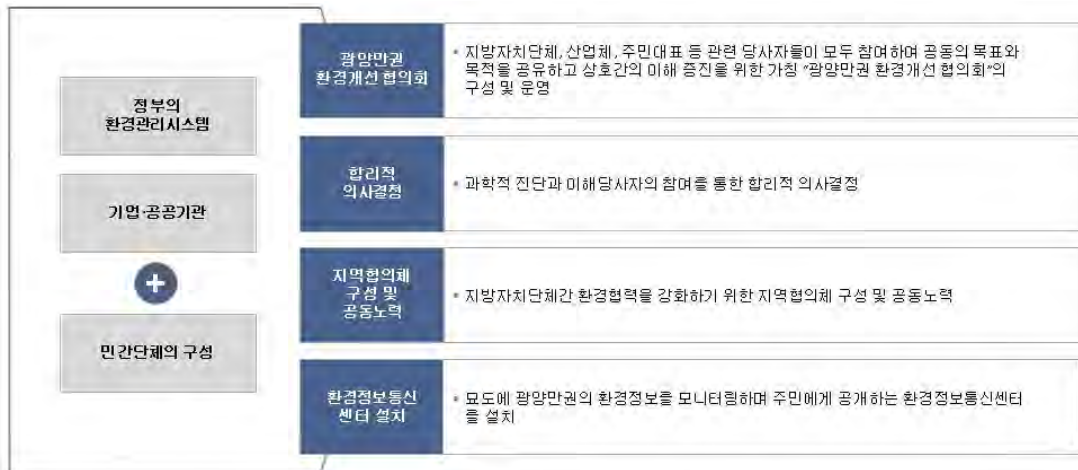 정부의
환경관리시스템
기업·공공기관
+
민간단체의 구성
광양만권
환경개선 협의회
• 지방자치단체, 산업체, 주민대표 등 관련 당사자들이 모두 참여하며 공동의 목표와
목적을 공유하고 상호간의 이해 증진을 위한 가칭 "광양만권 환경개선 협의회"의
구성 및 운영
합리적
의사결정
• 과학적 진단과 이해당사자의 참여를 통한 합리적 의사결정
지역협의체
구성 및
공동노력
• 지방자치단체간 환경협력을 강화하기 위한 지역협의체 구성 및 공동노력
환경정보통신
센터 설치
• 묘도에 광양만권의 환경정보를 모니터링하며 주민에게 공개하는 환경정보통신센터
를 설치